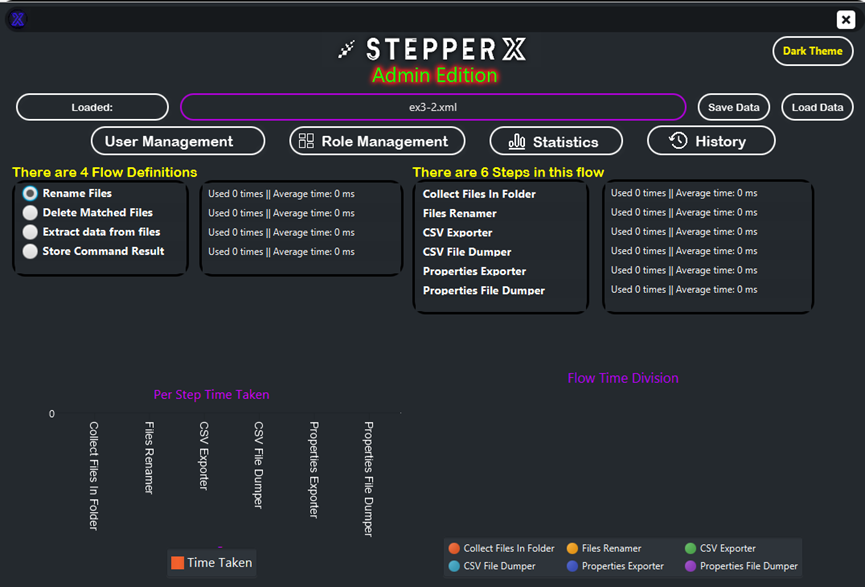 STEPPER X
Admin Edition
Dark Theme
Loaded:
ex3-2.xml
Save Data
Load Data
User Management
Role Management
Statistics
History
There are 4 Flow Definitions
Rename Files
Used 0 times || Average time: 0 ms
Delete Matched Files
Used 0 times || Average time: 0 ms
Extract data from files
Used 0 times || Average time: 0 ms
Store Command Result
Used 0 times || Average time: 0 ms
There are 6 Steps in this flow
Collect Files In Folder
Used 0 times || Average time: 0 ms
Files Renamer
Used 0 times || Average time: 0 ms
CSV Exporter
Used 0 times || Average time: 0 ms
CSV File Dumper
Used 0 times || Average time: 0 ms
Properties Exporter
Used 0 times || Average time: 0 ms
Properties File Dumper
Used 0 times || Average time: 0 ms
Per Step Time Taken
0
Collect Files In Folder
Files Renamer
CSV Exporter
CSV File Dumper
Properties Exporter
Properties File Dumper
Time Taken
Flow Time Division
Collect Files In Folder
Files Renamer
CSV Exporter
CSV File Dumper
Properties Exporter
Properties File Dumper